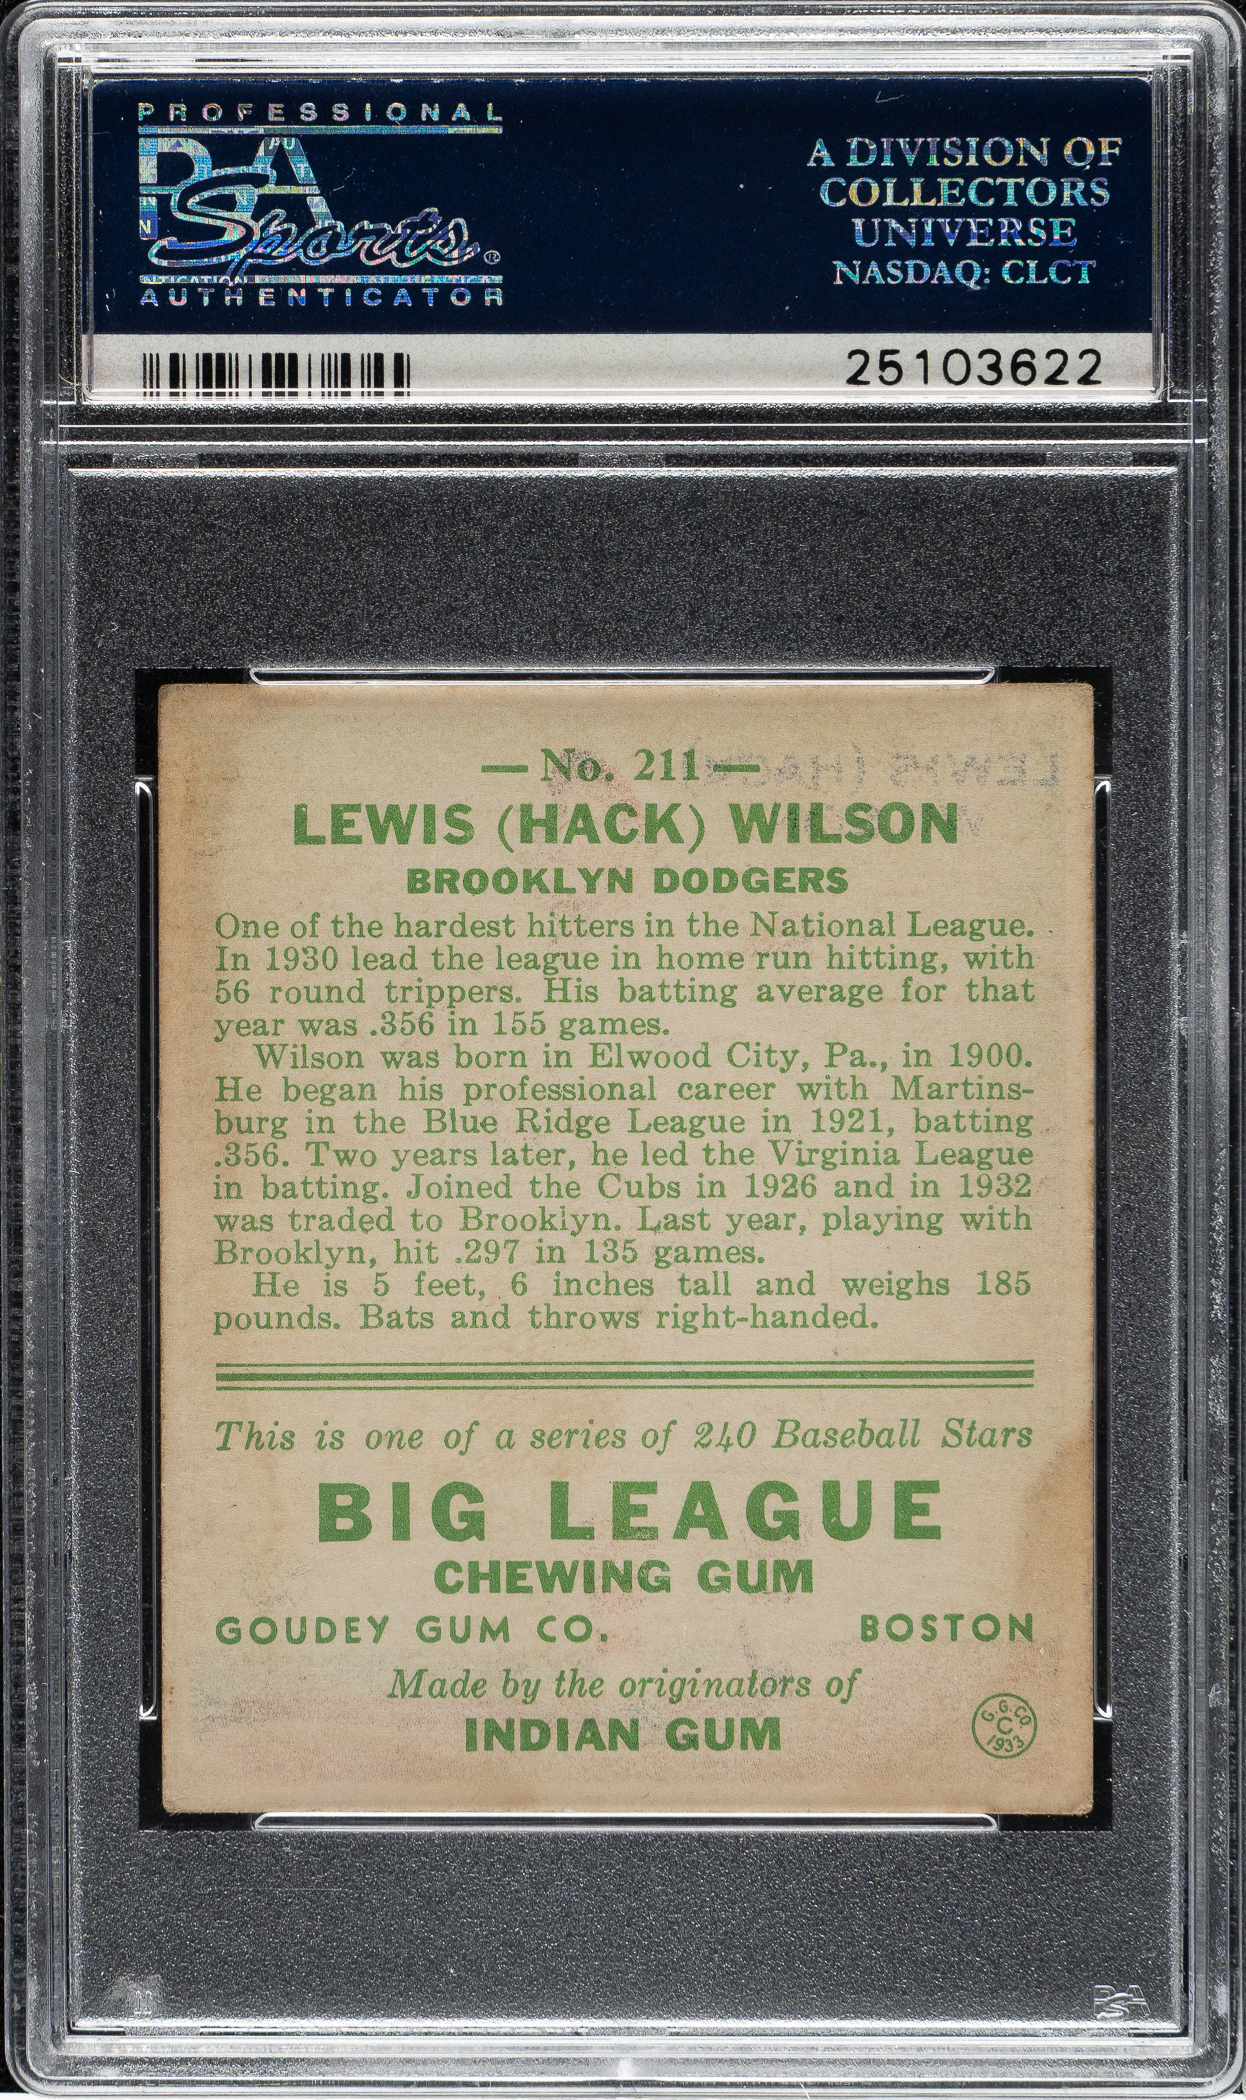 PROFESSIONAL
PSA
Sports®
AUTHENTICATOR
A DIVISION OF
COLLECTORS
UNIVERSE
NASDAQ: CLCT
25103622
— No. 211 —
LEWIS (HACK) WILSON
BROOKLYN DODGERS
One of the hardest hitters in the National League.
In 1930 lead the league in home run hitting, with
56 round trippers. His batting average for that
year was .356 in 155 games.
Wilson was born in Elwood City, Pa., in 1900.
He began his professional career with Martins-
burg in the Blue Ridge League in 1921, batting
.356. Two years later, he led the Virginia League
in batting. Joined the Cubs in 1926 and in 1932
was traded to Brooklyn. Last year, playing with
Brooklyn, hit .297 in 135 games.
He is 5 feet, 6 inches tall and weighs 185
pounds. Bats and throws right-handed.
This is one of a series of 240 Baseball Stars
BIG LEAGUE
CHEWING GUM
GOUDEY GUM CO. BOSTON
Made by the originators of
INDIAN GUM
G.G.CO.
C
1933
PSA